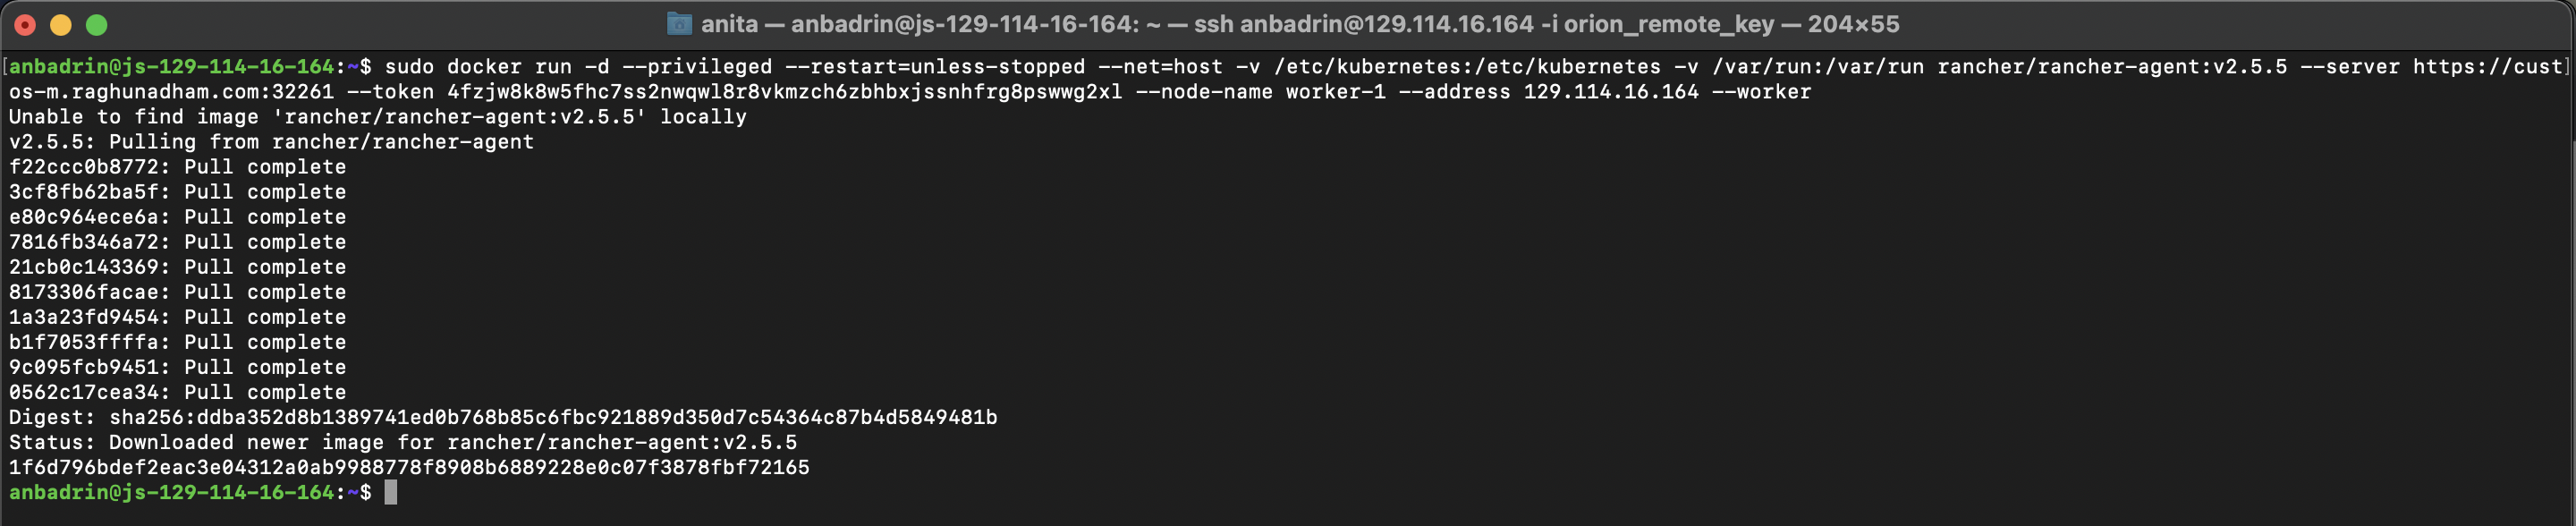 anita — anbadrin@js-129-114-16-164: ~ — ssh anbadrin@129.114.16.164 -i orion_remote_key — 204×55
[anbadrin@js-129-114-16-164:~$ sudo docker run -d --privileged --restart=unless-stopped --net=host -v /etc/kubernetes:/etc/kubernetes -v /var/run:/var/run rancher/rancher-agent:v2.5.5 --server https://cust]
os-m.raghunadham.com:32261 --token 4fzjw8k8w5fhc7ss2nwqwl8r8vkmzch6zbhbxjssnhfrg8pswwg2xl --node-name worker-1 --address 129.114.16.164 --worker
Unable to find image 'rancher/rancher-agent:v2.5.5' locally
v2.5.5: Pulling from rancher/rancher-agent
f22ccc0b8772: Pull complete
3cf8fb62ba5f: Pull complete
e80c964ece6a: Pull complete
7816fb346a72: Pull complete
21cb0c143369: Pull complete
8173306facae: Pull complete
1a3a23fd9454: Pull complete
b1f7053ffffa: Pull complete
9c095fcb9451: Pull complete
0562c17cea34: Pull complete
Digest: sha256:ddba352d8b1389741ed0b768b85c6fbc921889d350d7c54364c87b4d5849481b
Status: Downloaded newer image for rancher/rancher-agent:v2.5.5
1f6d796bdef2eac3e04312a0ab9988778f8908b6889228e0c07f3878fbf72165
anbadrin@js-129-114-16-164:~$